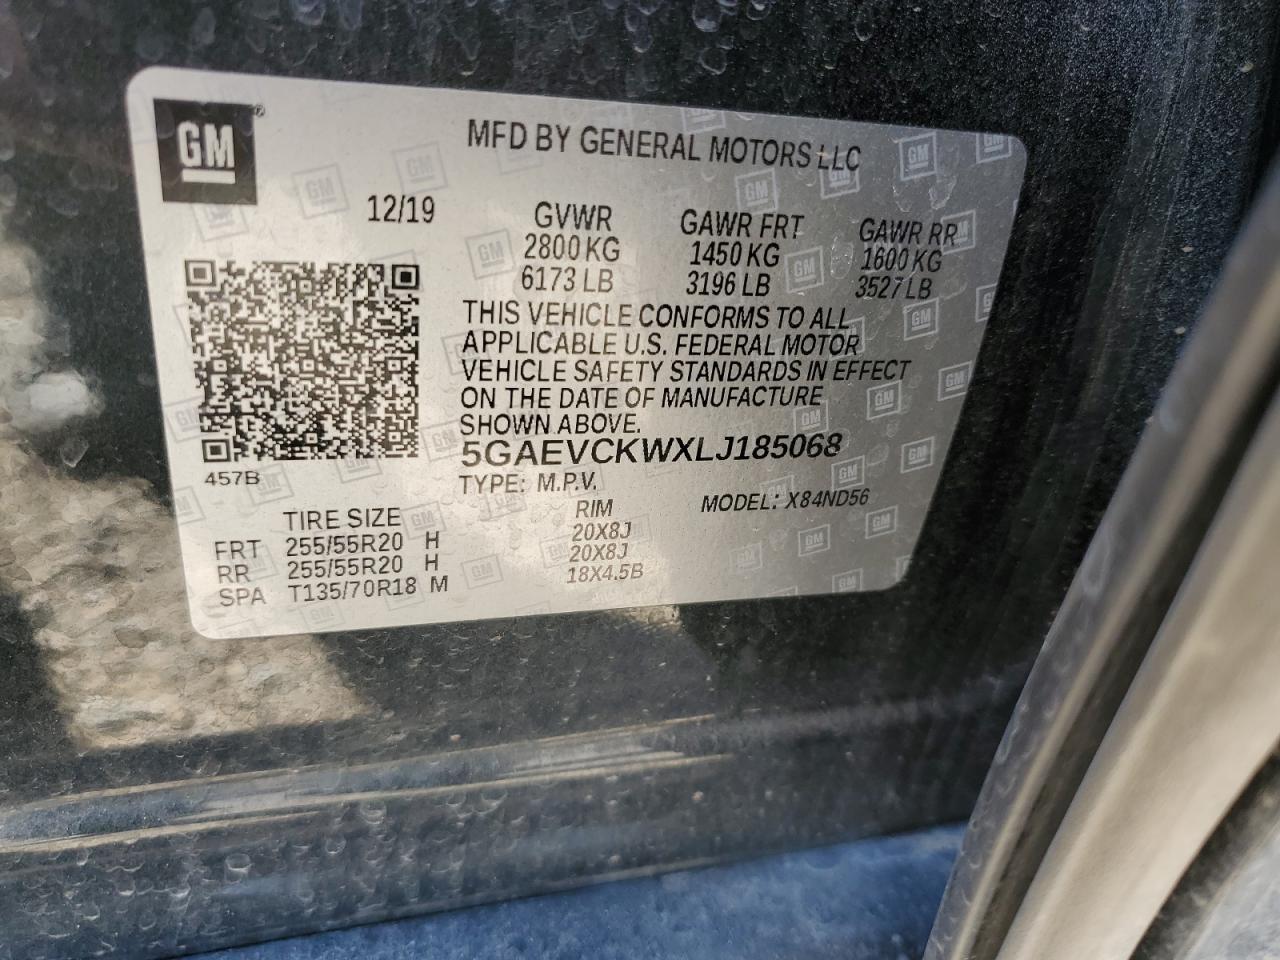 GM
MFD BY GENERAL MOTORS LLC
12/19
GVWR GAWR FRT GAWR RR
2800 KG 1450 KG 1600 KG
6173 LB 3196 LB 3527 LB
THIS VEHICLE CONFORMS TO ALL
APPLICABLE U.S. FEDERAL MOTOR
VEHICLE SAFETY STANDARDS IN EFFECT
ON THE DATE OF MANUFACTURE
SHOWN ABOVE.
5GAEVCKWXLJ185068
457B
TYPE: M.P.V. MODEL: X84ND56
TIRE SIZE RIM
FRT 255/55R20 H 20X8J
RR 255/55R20 H 20X8J
SPA T135/70R18 M 18X4.5B